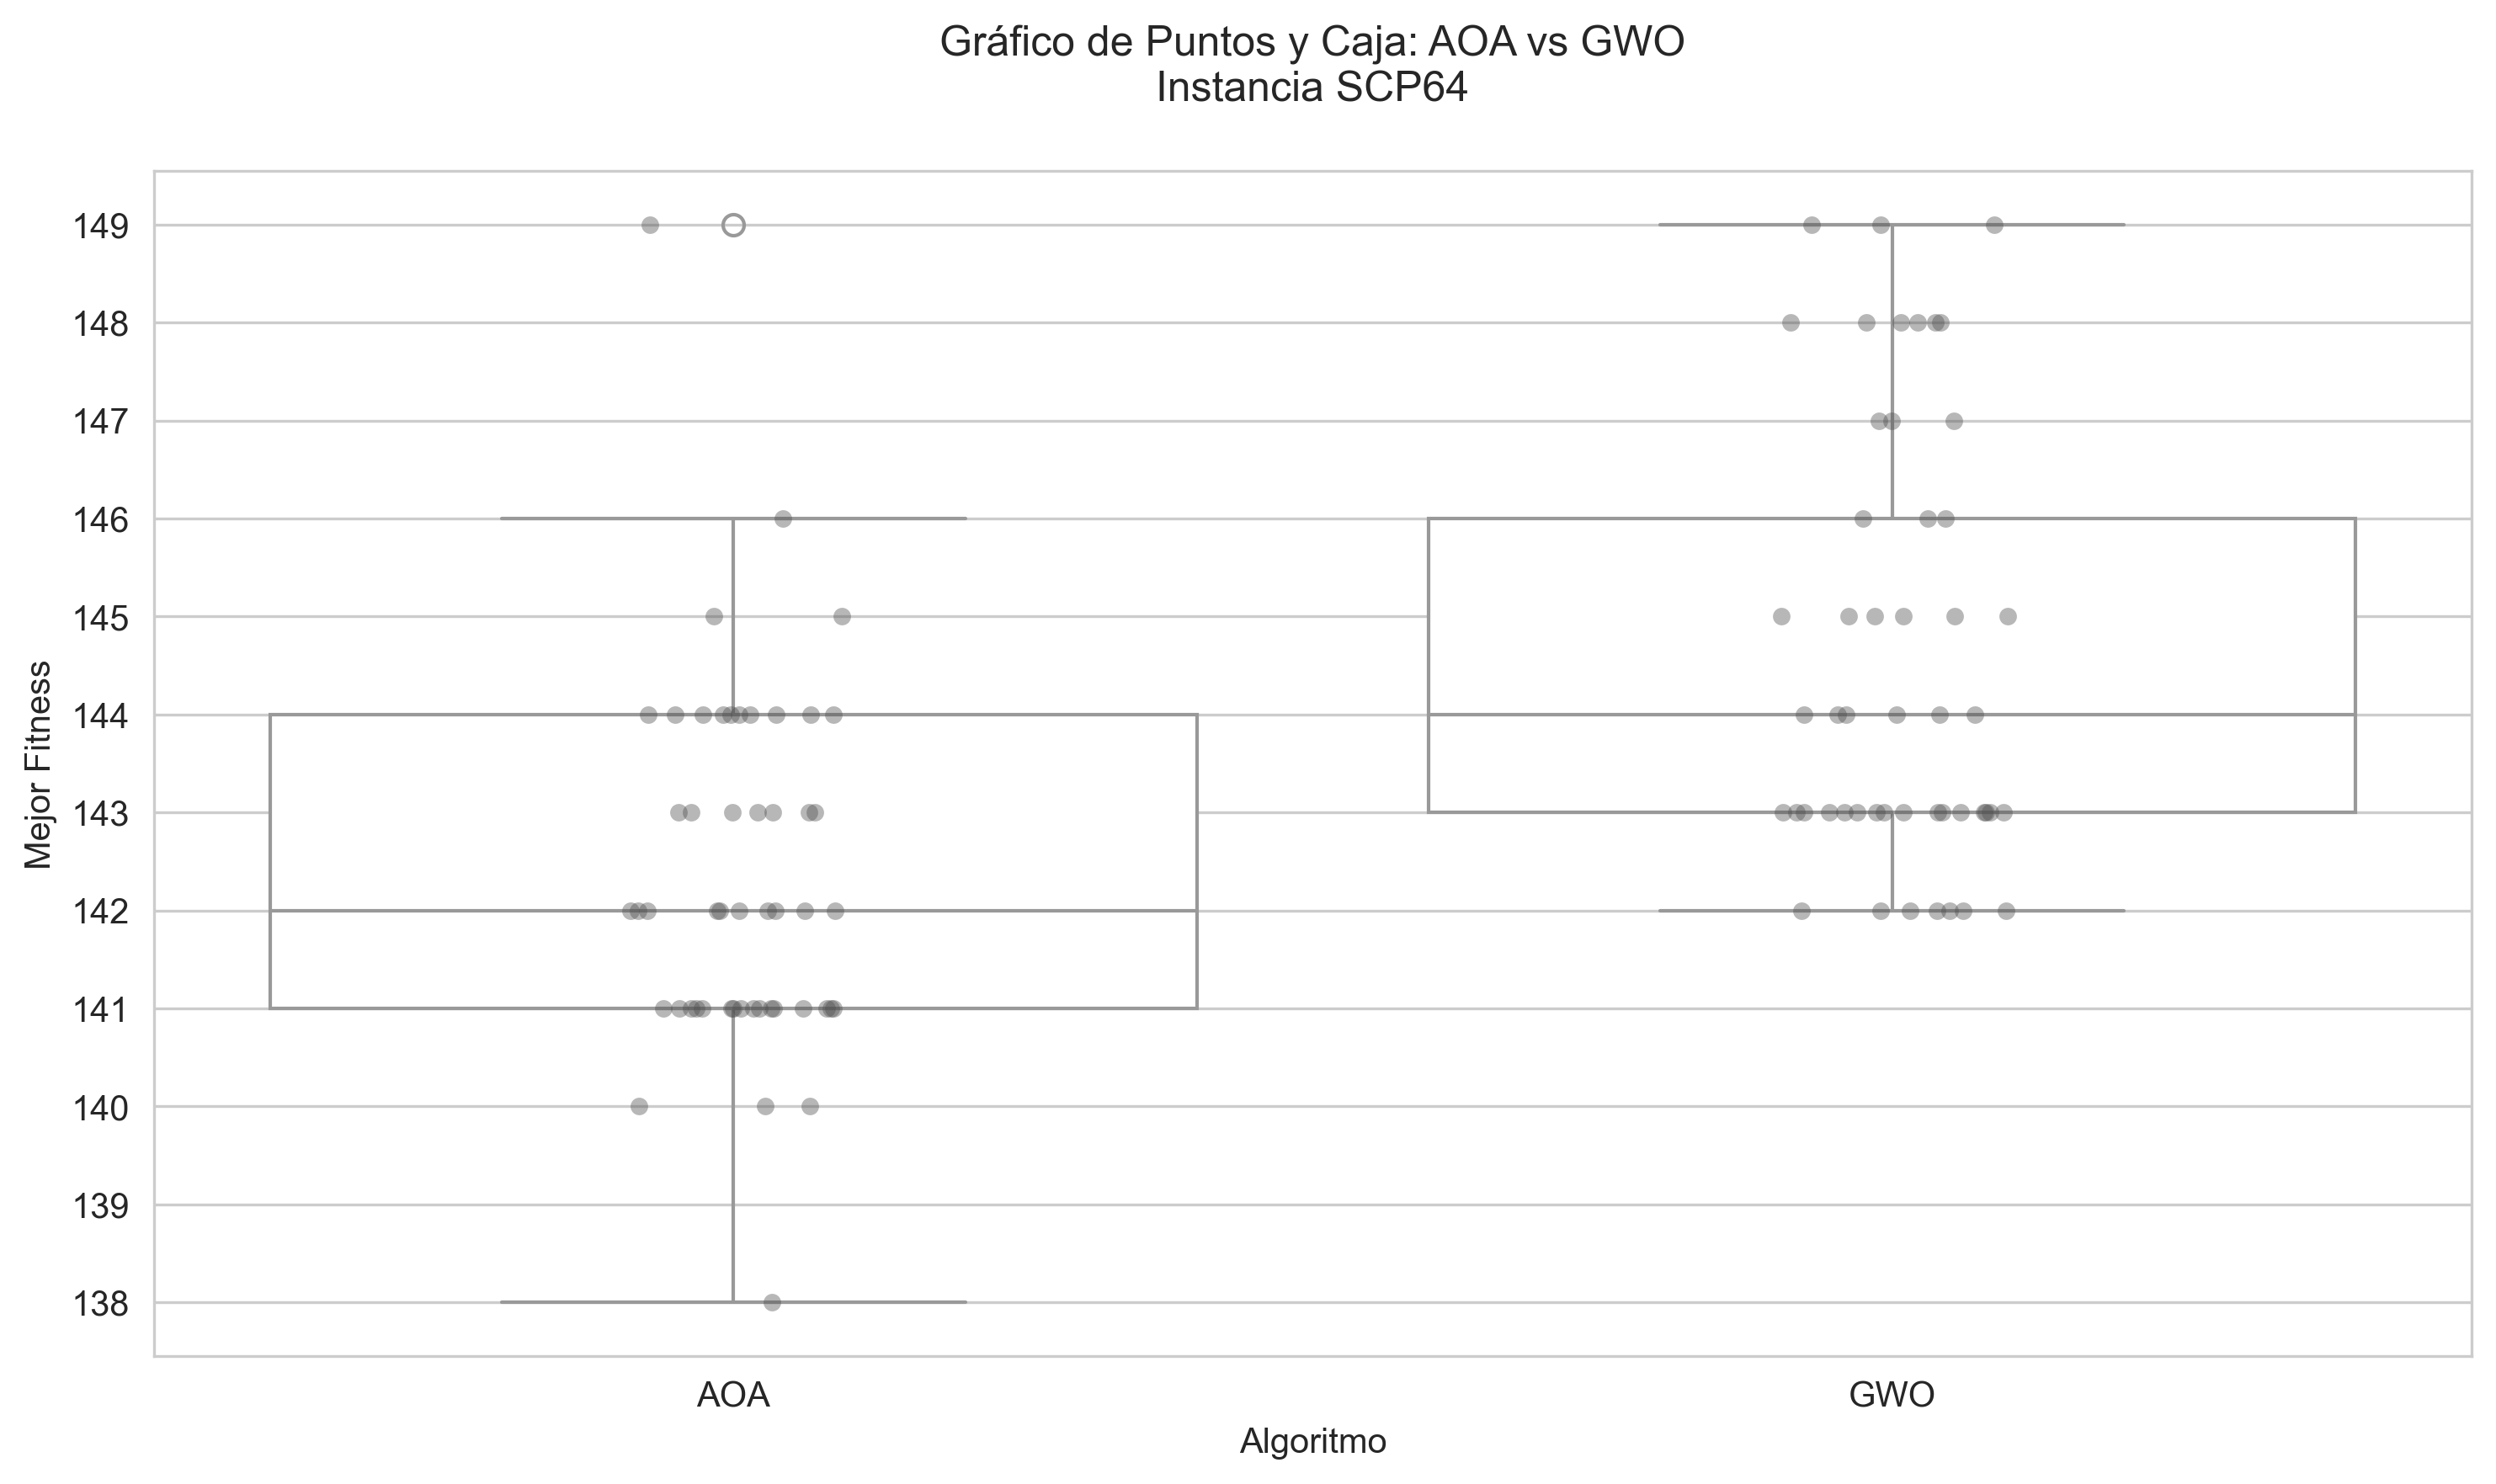 Gráfico de Puntos y Caja: AOA vs GWO
Instancia SCP64
149
148
147
146
145
144
143
142
141
140
139
138
Mejor Fitness
AOA
GWO
Algoritmo